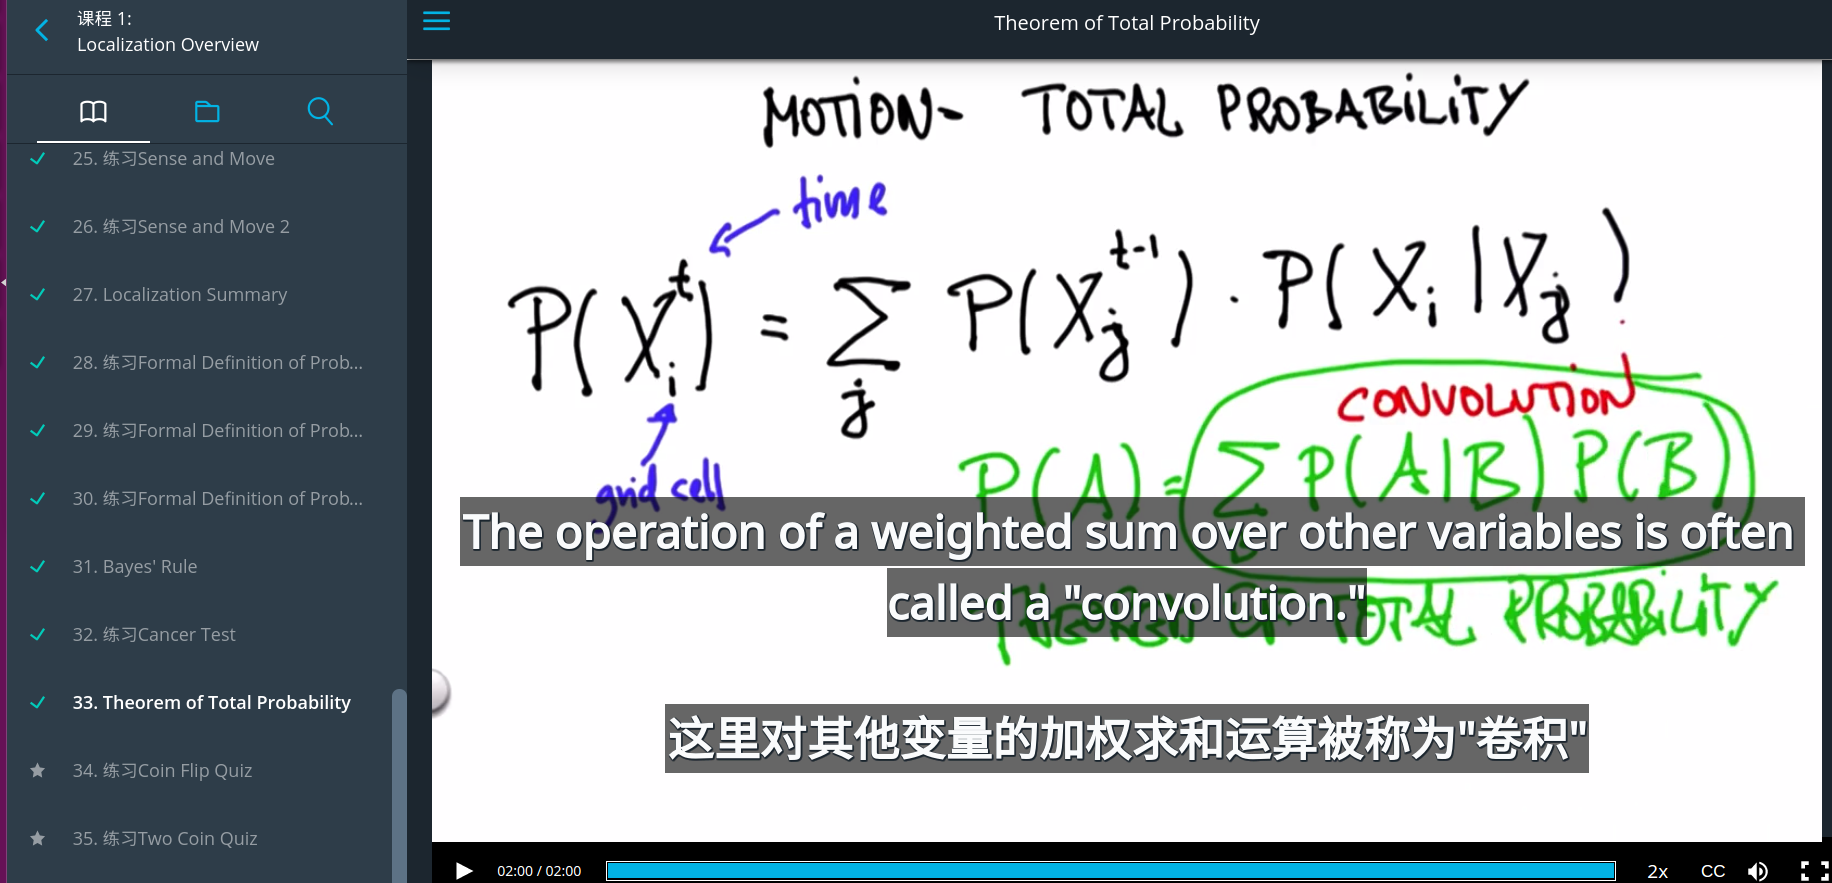 课程 1:
Localization Overview
25. 练习Sense and Move
26. 练习Sense and Move 2
27. Localization Summary
28. 练习Formal Definition of Prob...
29. 练习Formal Definition of Prob...
30. 练习Formal Definition of Prob...
31. Bayes' Rule
32. 练习Cancer Test
33. Theorem of Total Probability
34. 练习Coin Flip Quiz
35. 练习Two Coin Quiz
Theorem of Total Probability
MOTION- TOTAL PROBABILITY
time
P(X_i^t) = ∑_j P(X_j^{t-1}) · P(X_i | X_j)
grid cell
CONVOLUTION
P(A) = ∑ P(A|B) P(B)
The operation of a weighted sum over other variables is often
called a "convolution."
THEOREM OF TOTAL PROBABILITY
这里对其他变量的加权求和运算被称为"卷积"
02:00 / 02:00
2x
CC